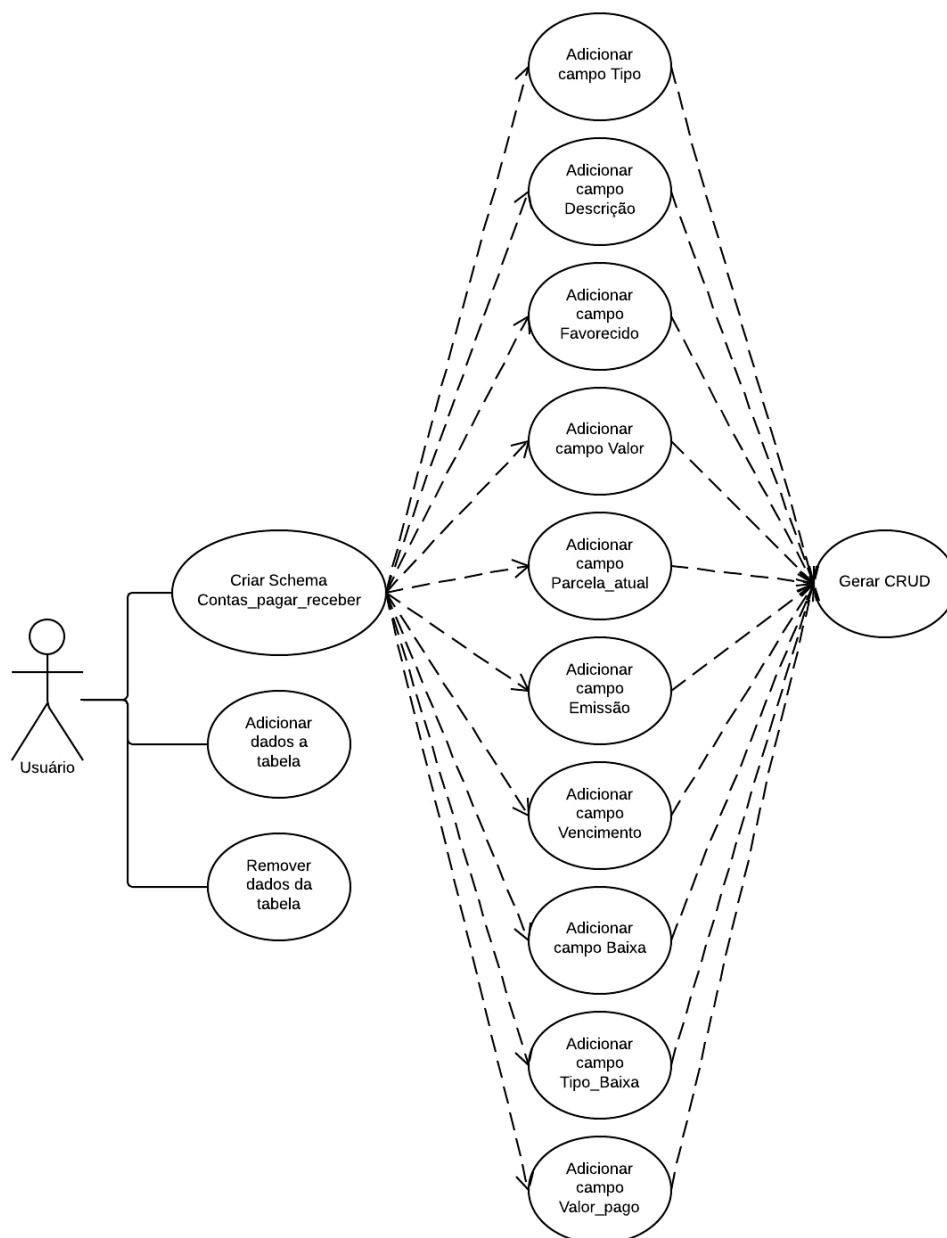 Adicionar
campo Tipo
Adicionar
campo
Descrição
Adicionar
campo
Favorecido
Adicionar
campo Valor
Adicionar
campo
Parcela_atual
Criar Schema
Contas_pagar_receber
Gerar CRUD
Adicionar
campo
Emissão
Adicionar
dados a
tabela
Usuário
Adicionar
campo
Vencimento
Remover
dados da
tabela
Adicionar
campo Baixa
Adicionar
campo
Tipo_Baixa
Adicionar
campo
Valor_pago